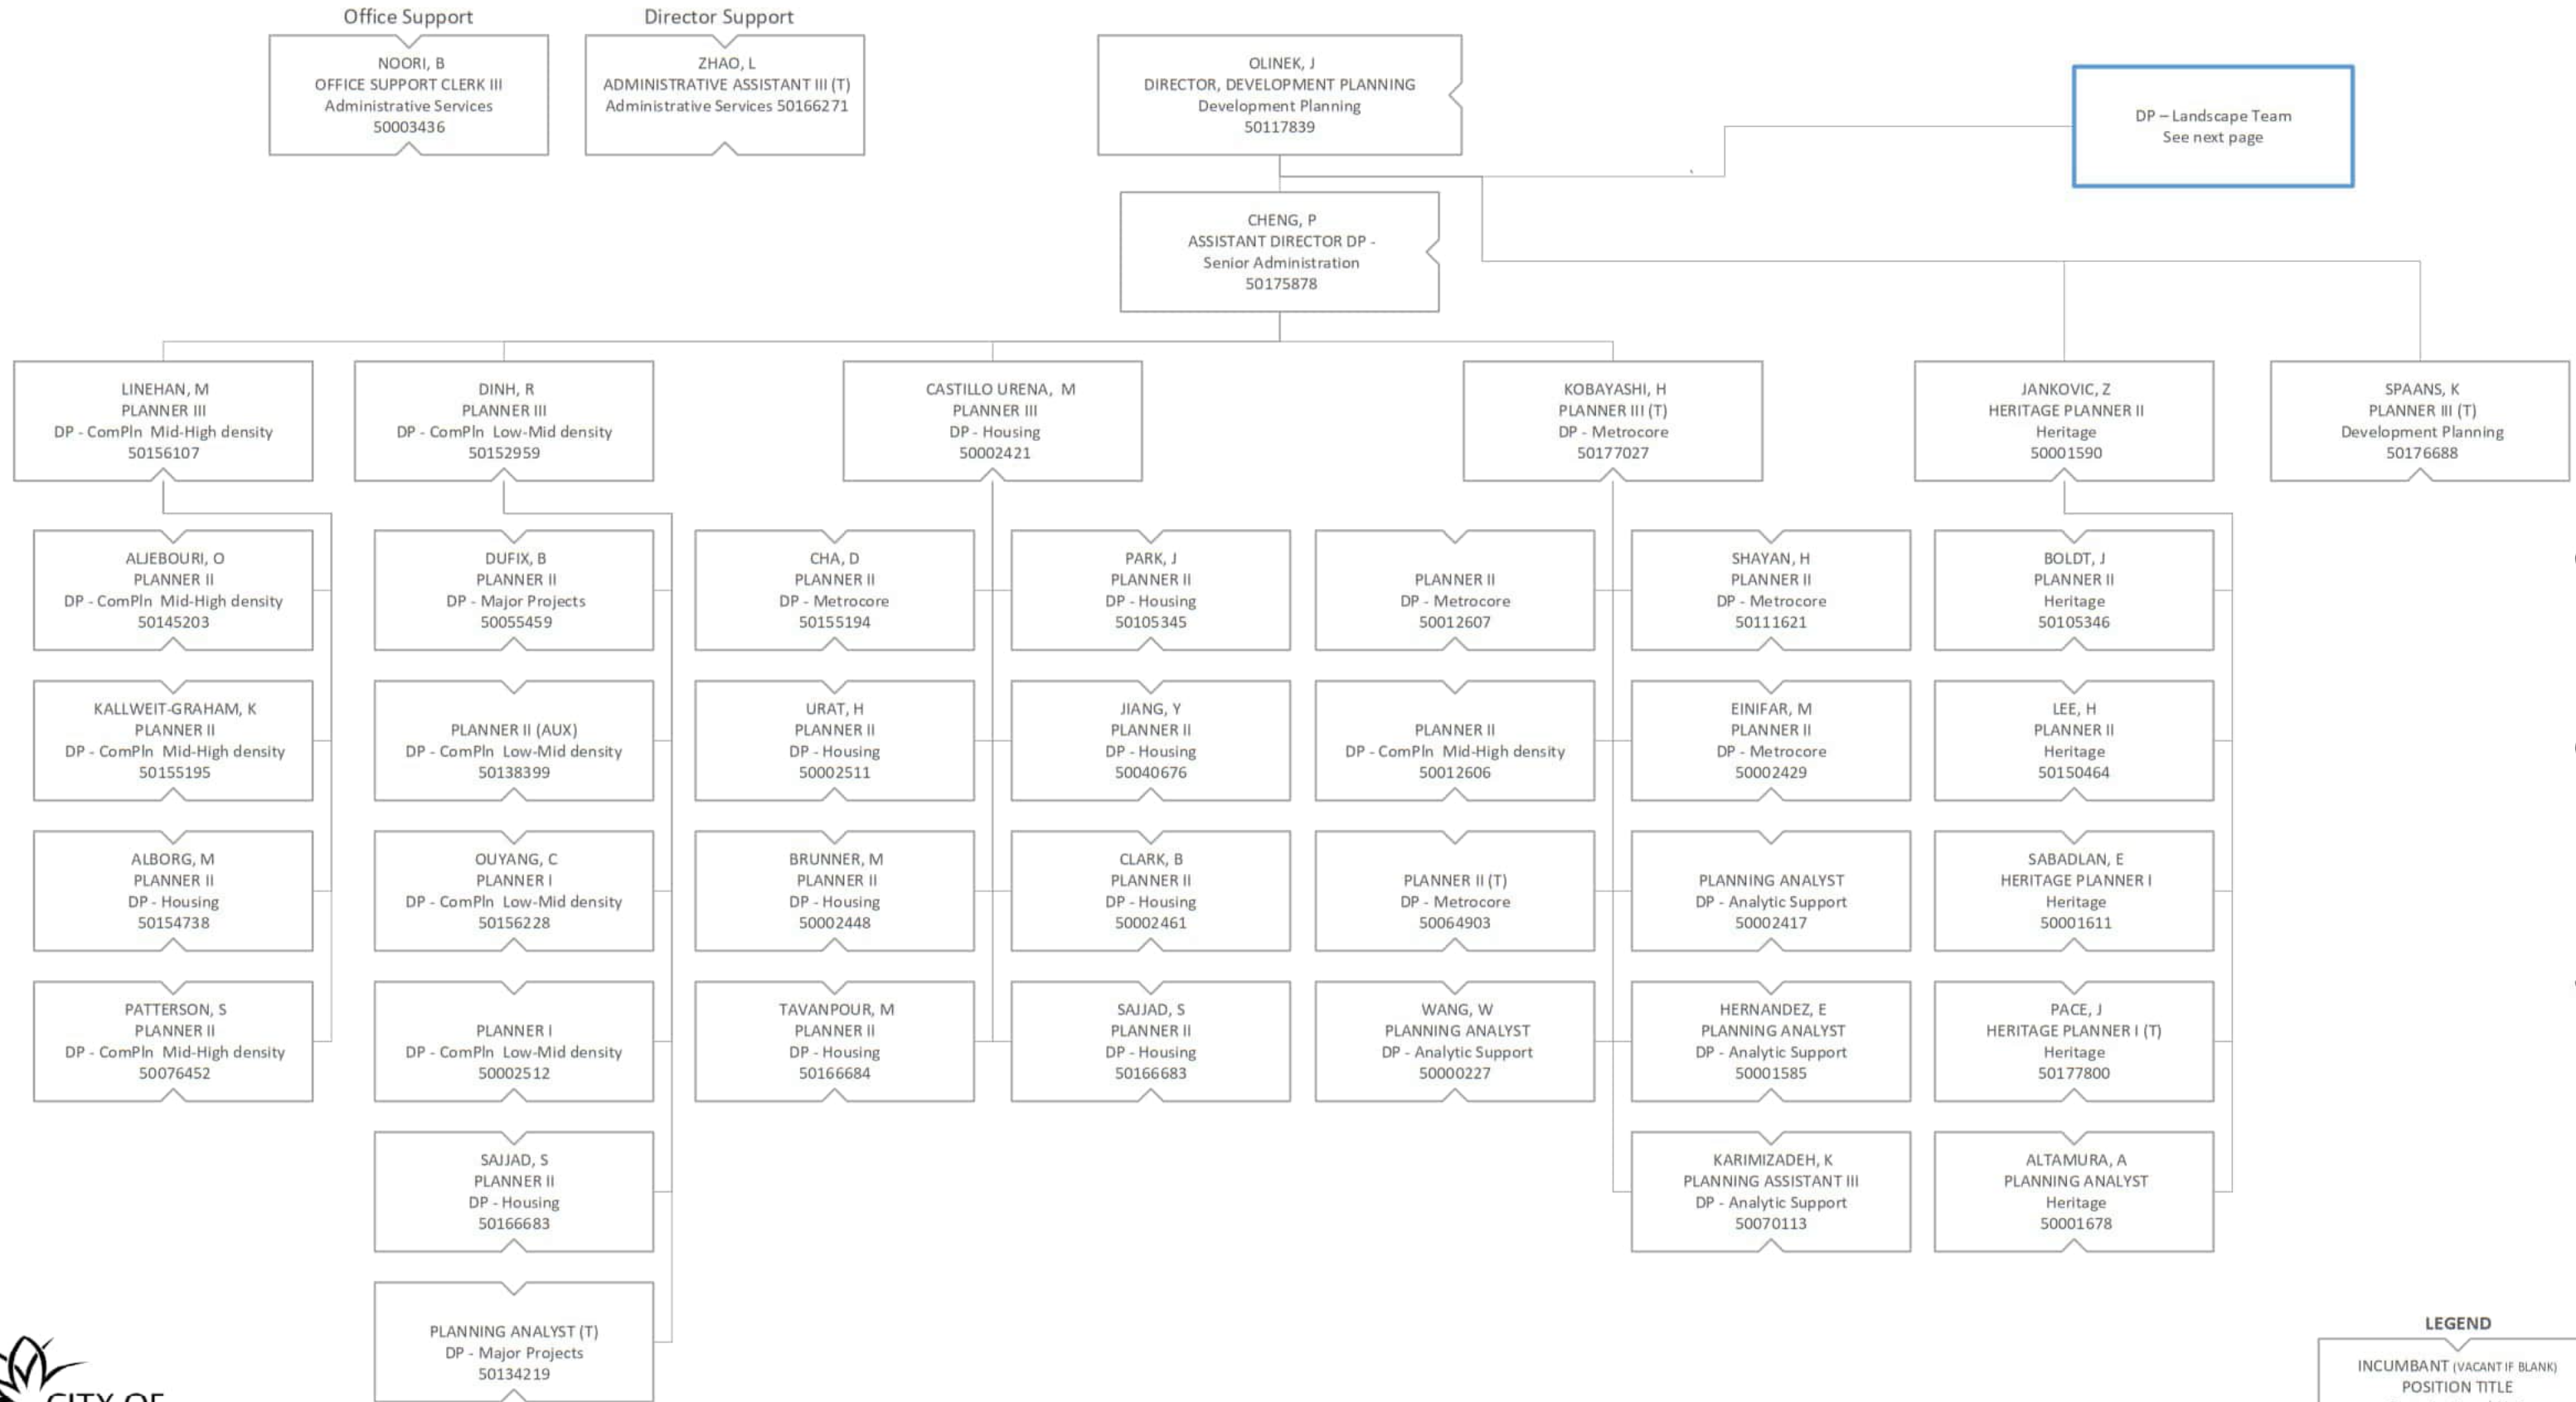 Office Support
NOORI, B
OFFICE SUPPORT CLERK III
Administrative Services
50003436
Director Support
ZHAO, L
ADMINISTRATIVE ASSISTANT III (T)
Administrative Services 50166271
OLINEK, J
DIRECTOR, DEVELOPMENT PLANNING
Development Planning
50117839
DP – Landscape Team
See next page
CHENG, P
ASSISTANT DIRECTOR DP -
Senior Administration
50175878
LINEHAN, M
PLANNER III
DP - ComPln Mid-High density
50156107
DINH, R
PLANNER III
DP - ComPln Low-Mid density
50152959
CASTILLO URENA, M
PLANNER III
DP - Housing
50002421
KOBAYASHI, H
PLANNER III (T)
DP - Metrocore
50177027
JANKOVIC, Z
HERITAGE PLANNER II
Heritage
50001590
SPAANS, K
PLANNER III (T)
Development Planning
50176688
ALJEBOURI, O
PLANNER II
DP - ComPln Mid-High density
50145203
DUFIX, B
PLANNER II
DP - Major Projects
50055459
CHA, D
PLANNER II
DP - Metrocore
50155194
PARK, J
PLANNER II
DP - Housing
50105345
PLANNER II
DP - Metrocore
50012607
SHAYAN, H
PLANNER II
DP - Metrocore
50111621
BOLDT, J
PLANNER II
Heritage
50105346
KALLWEIT-GRAHAM, K
PLANNER II
DP - ComPln Mid-High density
50155195
PLANNER II (AUX)
DP - ComPln Low-Mid density
50138399
URAT, H
PLANNER II
DP - Housing
50002511
JIANG, Y
PLANNER II
DP - Housing
50040676
PLANNER II
DP - ComPln Mid-High density
50012606
EINIFAR, M
PLANNER II
DP - Metrocore
50002429
LEE, H
PLANNER II
Heritage
50150464
ALBORG, M
PLANNER II
DP - Housing
50154738
OUYANG, C
PLANNER I
DP - ComPln Low-Mid density
50156228
BRUNNER, M
PLANNER II
DP - Housing
50002448
CLARK, B
PLANNER II
DP - Housing
50002461
PLANNER II (T)
DP - Metrocore
50064903
PLANNING ANALYST
DP - Analytic Support
50002417
SABADLAN, E
HERITAGE PLANNER I
Heritage
50001611
PATTERSON, S
PLANNER II
DP - ComPln Mid-High density
50076452
PLANNER I
DP - ComPln Low-Mid density
50002512
TAVANPOUR, M
PLANNER II
DP - Housing
50166684
SAJJAD, S
PLANNER II
DP - Housing
50166683
WANG, W
PLANNING ANALYST
DP - Analytic Support
50000227
HERNANDEZ, E
PLANNING ANALYST
DP - Analytic Support
50001585
PACE, J
HERITAGE PLANNER I (T)
Heritage
50177800
SAJJAD, S
PLANNER II
DP - Housing
50166683
KARIMIZADEH, K
PLANNING ASSISTANT III
DP - Analytic Support
50070113
ALTAMURA, A
PLANNING ANALYST
Heritage
50001678
PLANNING ANALYST (T)
DP - Major Projects
50134219
CITY OF
LEGEND
INCUMBANT (VACANT IF BLANK)
POSITION TITLE